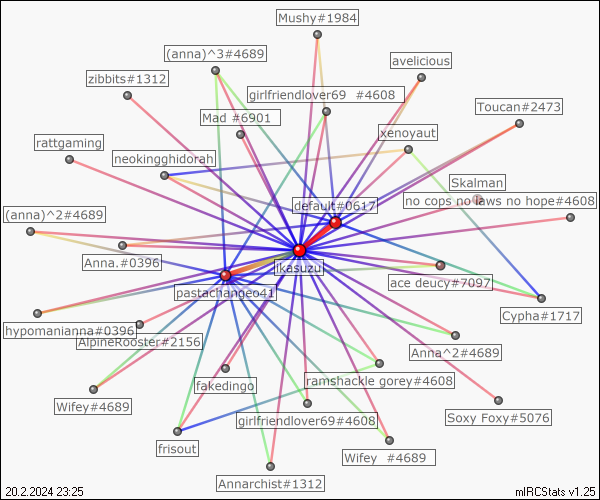 Mushy#1984
(anna)^3#4689
avelicious
zibbits#1312
girlfriendlover69 #4608
Toucan#2473
Mad #6901
xenoyaut
rattgaming
neokingghidorah
Skalman
no cops no laws no hope#4608
default#0617
(anna)^2#4689
Anna.#0396
jkasuzu
ace deucy#7097
pastachangeo41
Cypha#1717
hypomanianna#0396
AlpineRooster#2156
Anna^2#4689
fakedingo
ramshackle gorey#4608
Wifey#4689
girlfriendlover69#4608
Soxy Foxy#5076
frisout
Wifey #4689
Annarchist#1312
20.2.2024 23:25
mIRCStats v1.25